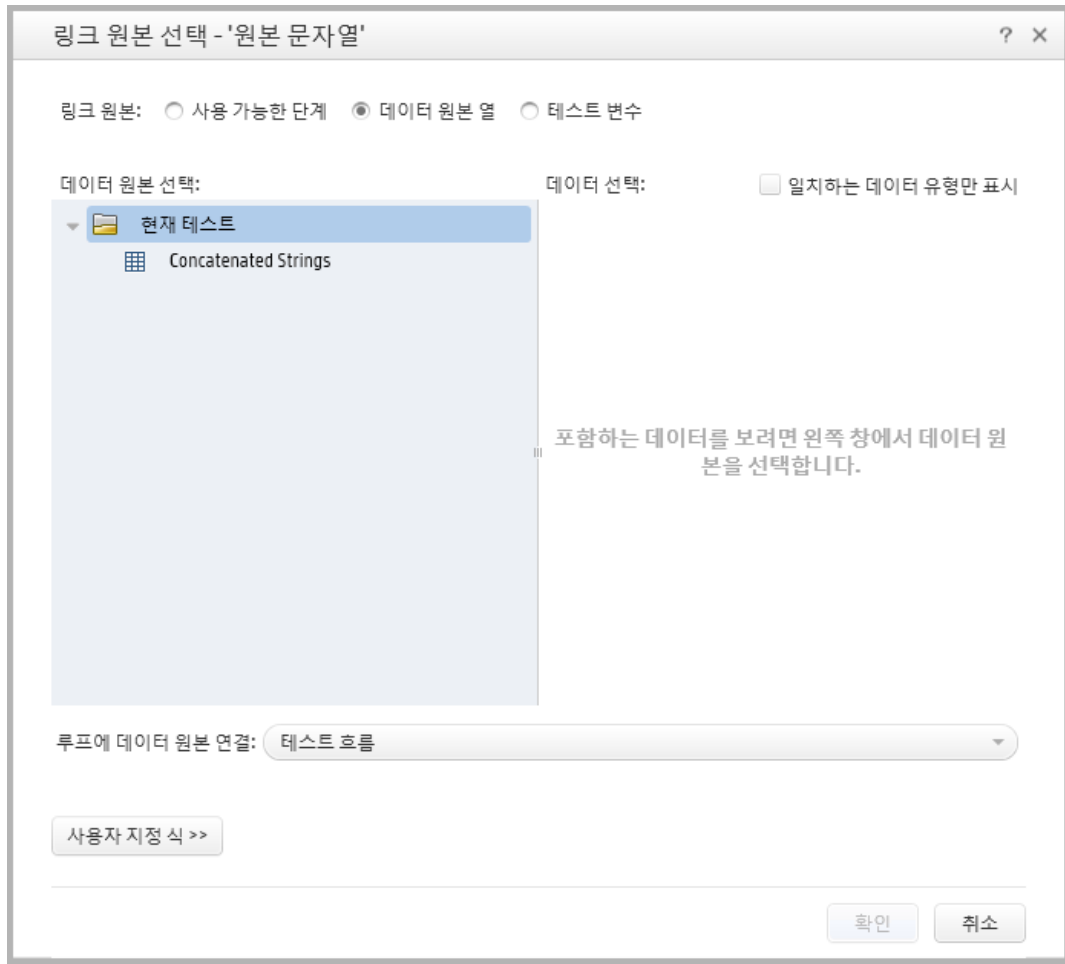 링크 원본 선택 - '원본 문자열'
링크 원본: 사용 가능한 단계 데이터 원본 열 테스트 변수
데이터 원본 선택: 데이터 선택: 일치하는 데이터 유형만 표시
현재 테스트
Concatenated Strings
포함하는 데이터를 보려면 왼쪽 창에서 데이터 원
본을 선택합니다.
루프에 데이터 원본 연결: 테스트 흐름
사용자 지정 식 >>
확인 취소